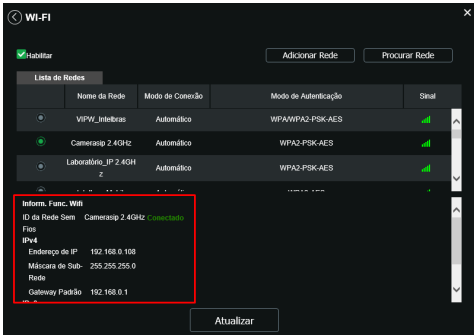 WI-FI
Habilitar
Adicionar Rede
Procurar Rede
Lista de Redes
Nome da Rede Modo de Conexão Modo de Autenticação Sinal
VIPW_Intelbras Automático WPA/WPA2-PSK-AES
Camerasip 2.4GHz Automático WPA2-PSK-AES
Laboratório_IP 2.4GH
z
Automático WPA2-PSK-AES
Inform. Func. Wifi
ID da Rede Sem Camerasip 2.4GHz Conectado
Fios
IPv4
Endereço de IP 192.168.0.108
Máscara de Sub- 255.255.255.0
Rede
Gateway Padrão 192.168.0.1
Atualizar